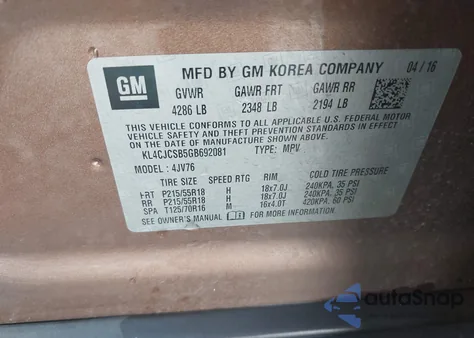 GM
MFD BY GM KOREA COMPANY 04/16
GVWR GAWR FRT GAWR RR
4286 LB 2348 LB 2194 LB
THIS VEHICLE CONFORMS TO ALL APPLICABLE U.S. FEDERAL MOTOR
VEHICLE SAFETY, BUMPER, AND THEFT PREVENTION STANDARDS IN
EFFECT ON THE DATE OF MANUFACTURE SHOWN ABOVE.
KL4CJCSB5GB692081 TYPE: MPV
MODEL: 4JV76
TIRE SIZE SPEED RTG RIM COLD TIRE PRESSURE
FRT P215/55R18 H 18x7.0J 240KPA, 35 PSI
RR P215/55R18 H 18x7.0J 240KPA, 35 PSI
SPA T125/70R16 M 16x4.0T 420KPA, 60 PSI
SEE OWNER'S MANUAL FOR ADDITIONAL INFORMATION.
autoSnap